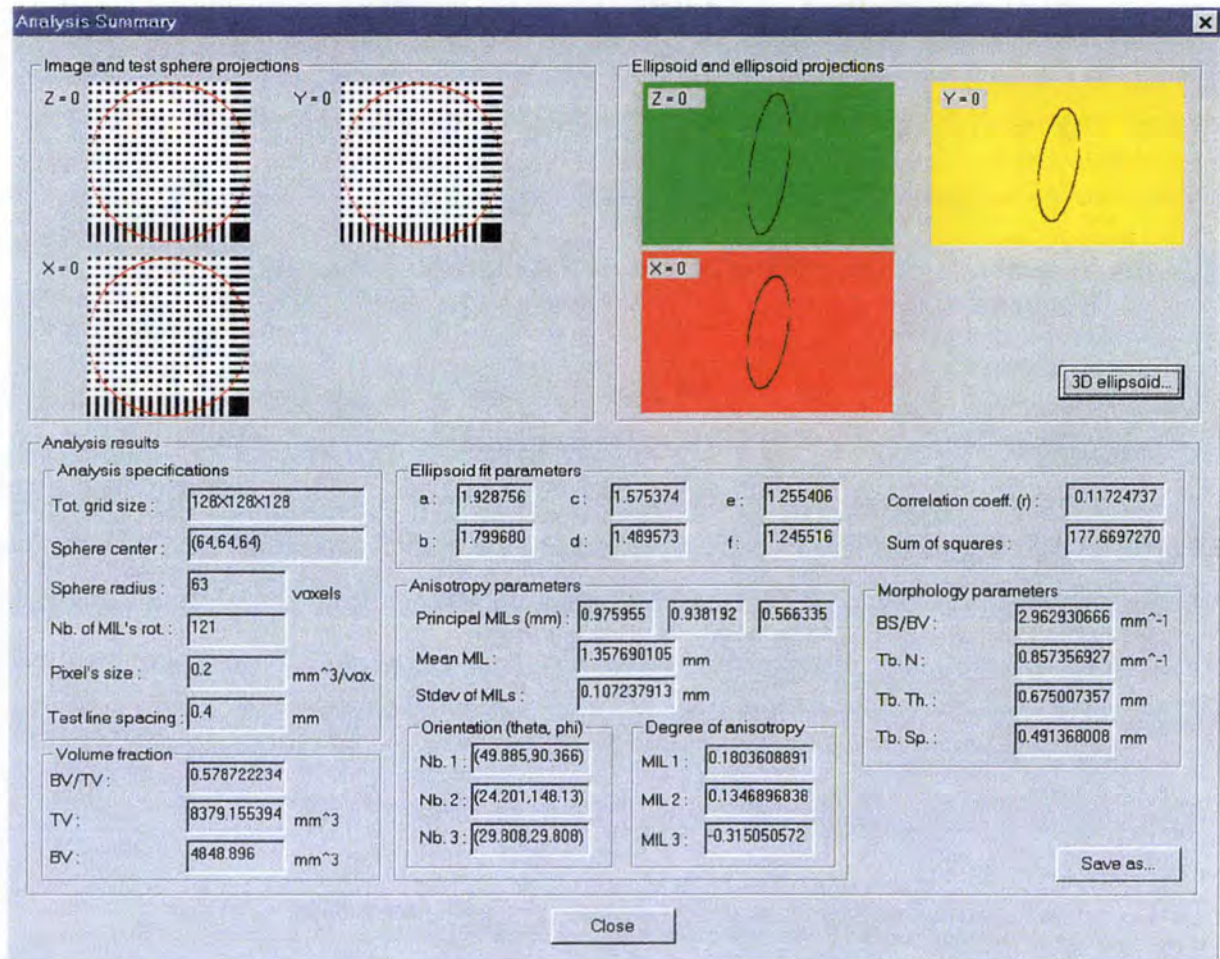 Analysis Summary
Image and test sphere projections
Z = 0
Y = 0
X = 0
Ellipsoid and ellipsoid projections
Z = 0
Y = 0
X = 0
3D ellipsoid...
Analysis results
Analysis specifications
Tot. grid size : 128X128X128
Sphere center : (64,64,64)
Sphere radius : 63 voxels
Nb. of MIL's rot. : 121
Pixel's size : 0.2 mm^3/vox.
Test line spacing : 0.4 mm
Volume fraction
BV/TV : 0.578722234
TV : 8379.155394 mm^3
BV : 4848.896 mm^3
Ellipsoid fit parameters
a : 1.928756 c : 1.575374 e : 1.255406 Correlation coeff. (r) : 0.11724737
b : 1.799680 d : 1.489573 f : 1.245516 Sum of squares : 177.6697270
Anisotropy parameters
Principal MILs (mm) : 0.975955 0.938192 0.566335
Mean MIL : 1.357690105 mm
Stdev of MILs : 0.107237913 mm
Orientation (theta, phi)
Nb. 1 : (49.885,90.366)
Nb. 2 : (24.201,148.13)
Nb. 3 : (29.808,29.808)
Degree of anisotropy
MIL 1 : 0.1803608891
MIL 2 : 0.1346896838
MIL 3 : -0.315050572
Morphology parameters
BS/BV : 2.962930666 mm^-1
Tb. N : 0.857356927 mm^-1
Tb. Th. : 0.675007357 mm
Tb. Sp. : 0.491368008 mm
Save as...
Close